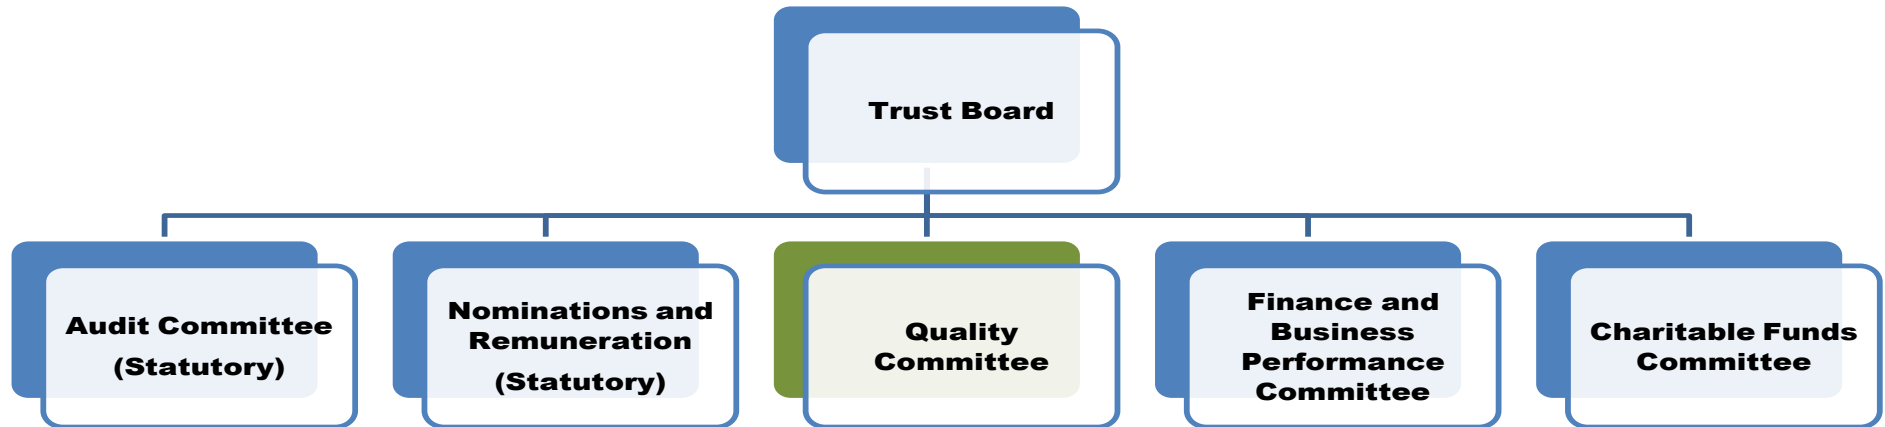 Trust Board
Audit Committee
(Statutory)
Nominations and
Remuneration
(Statutory)
Quality
Committee
Finance and
Business
Performance
Committee
Charitable Funds
Committee